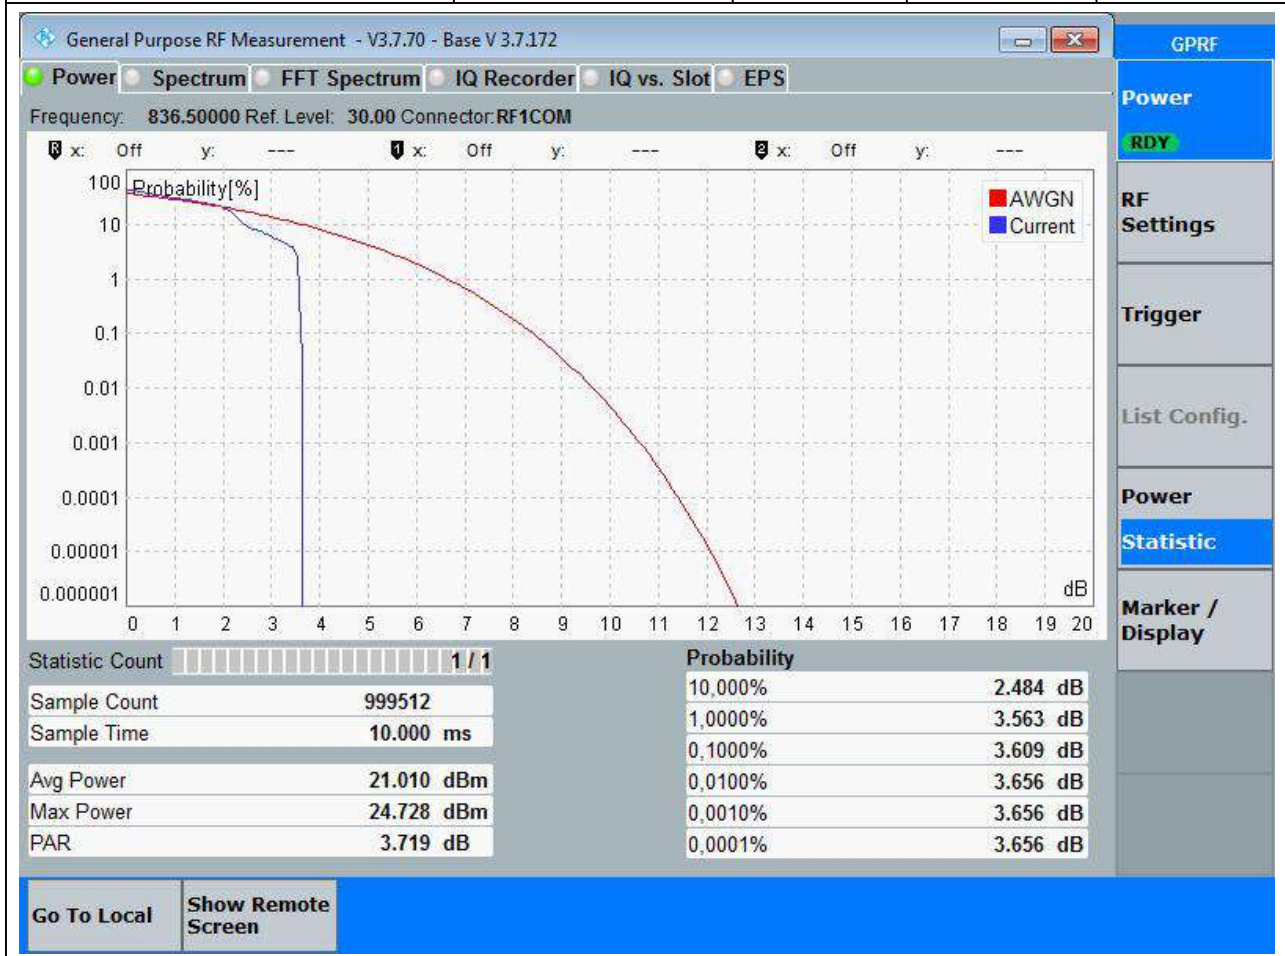 General Purpose RF Measurement - V3.7.70 - Base V 3.7.172
GPRF
Power Spectrum FFT Spectrum IQ Recorder IQ vs. Slot EPS
Frequency: 836.50000 Ref. Level: 30.00 Connector: RF1COM
R x: Off y: --- 1 x: Off y: --- 2 x: Off y: ---
Probability[%]
AWGN
Current
100
10
1
0.1
0.01
0.001
0.0001
0.00001
0.000001
dB
0 1 2 3 4 5 6 7 8 9 10 11 12 13 14 15 16 17 18 19 20
Statistic Count 1 / 1
Sample Count 999512
Sample Time 10.000 ms
Avg Power 21.010 dBm
Max Power 24.728 dBm
PAR 3.719 dB
Probability
10,000% 2.484 dB
1,0000% 3.563 dB
0,1000% 3.609 dB
0,0100% 3.656 dB
0,0010% 3.656 dB
0,0001% 3.656 dB
Power
RDY
RF
Settings
Trigger
List Config.
Power
Statistic
Marker /
Display
Go To Local
Show Remote
Screen